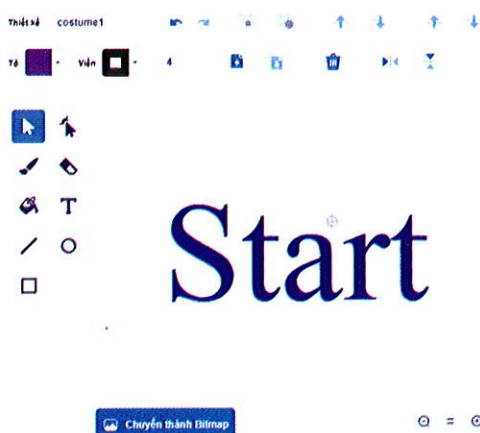 Thiết kế costume1
Tô Viền 4
T
Start
Chuyển thành Bitmap